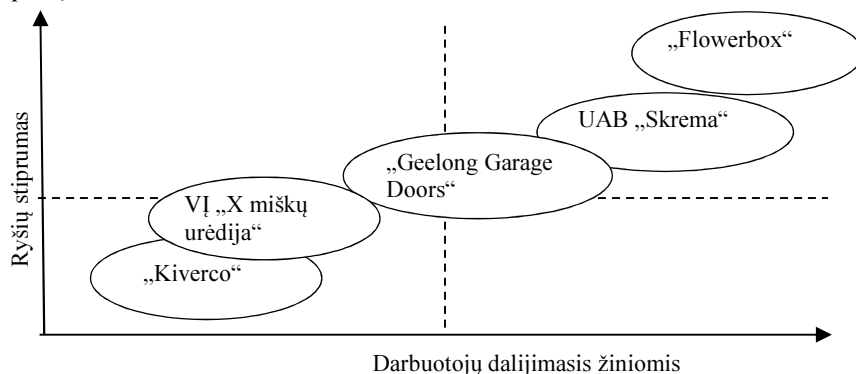 „Flowerbox“
UAB „Skrema“
„Geelong Garage
Doors“
VĮ „X miškų
urėdija“
„Kiverco“
Ryšių stiprumas
Darbuotojų dalijimasis žiniomis